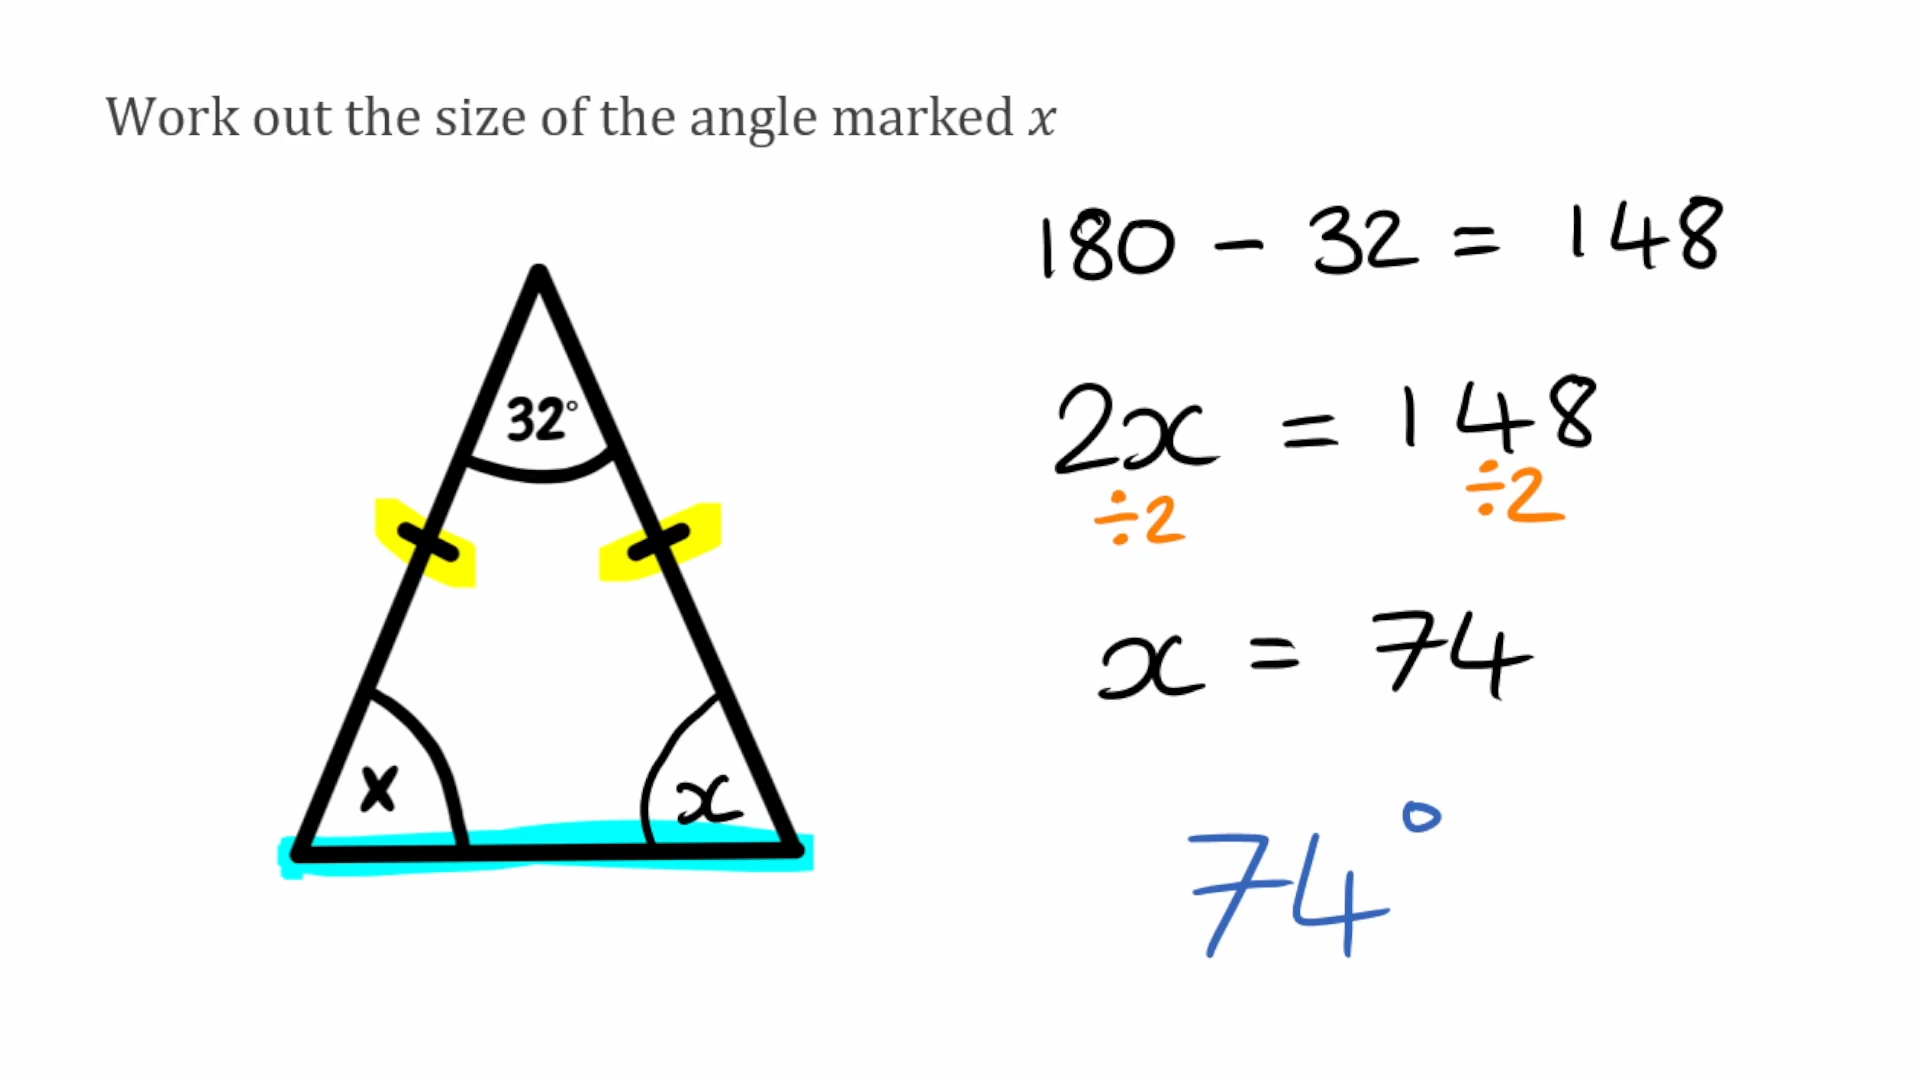 Work out the size of the angle marked x
180 - 32 = 148
32°
2x = 148
÷2 ÷2
x = 74
x x
74°